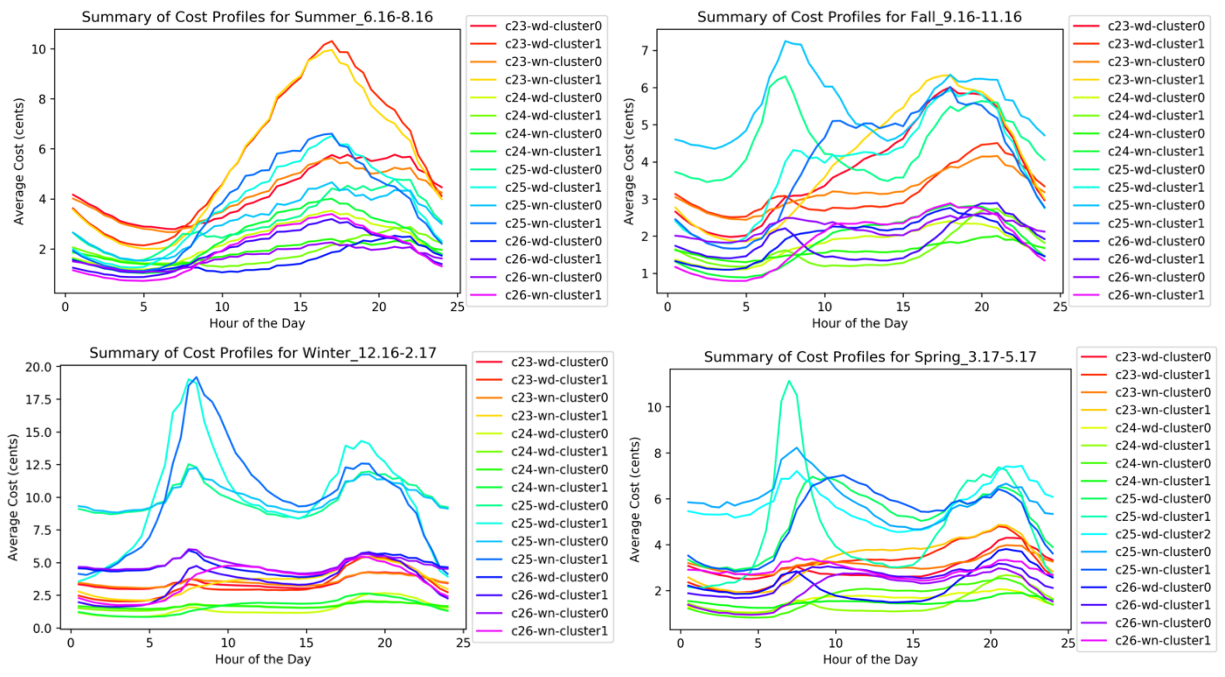 Summary of Cost Profiles for Summer_6.16-8.16
10
8
6
4
2
Average Cost (cents)
0 5 10 15 20 25
Hour of the Day
c23-wd-cluster0
c23-wd-cluster1
c23-wn-cluster0
c23-wn-cluster1
c24-wd-cluster0
c24-wd-cluster1
c24-wn-cluster0
c24-wn-cluster1
c25-wd-cluster0
c25-wd-cluster1
c25-wn-cluster0
c25-wn-cluster1
c26-wd-cluster0
c26-wd-cluster1
c26-wn-cluster0
c26-wn-cluster1
Summary of Cost Profiles for Fall_9.16-11.16
7
6
5
4
3
2
1
Average Cost (cents)
0 5 10 15 20 25
Hour of the Day
c23-wd-cluster0
c23-wd-cluster1
c23-wn-cluster0
c23-wn-cluster1
c24-wd-cluster0
c24-wd-cluster1
c24-wn-cluster0
c24-wn-cluster1
c25-wd-cluster0
c25-wd-cluster1
c25-wn-cluster0
c25-wn-cluster1
c26-wd-cluster0
c26-wd-cluster1
c26-wn-cluster0
c26-wn-cluster1
Summary of Cost Profiles for Winter_12.16-2.17
20.0
17.5
15.0
12.5
10.0
7.5
5.0
2.5
0.0
Average Cost (cents)
0 5 10 15 20 25
Hour of the Day
c23-wd-cluster0
c23-wd-cluster1
c23-wn-cluster0
c23-wn-cluster1
c24-wd-cluster0
c24-wd-cluster1
c24-wn-cluster0
c24-wn-cluster1
c25-wd-cluster0
c25-wd-cluster1
c25-wn-cluster0
c25-wn-cluster1
c26-wd-cluster0
c26-wd-cluster1
c26-wn-cluster0
c26-wn-cluster1
Summary of Cost Profiles for Spring_3.17-5.17
10
8
6
4
2
Average Cost (cents)
0 5 10 15 20 25
Hour of the Day
c23-wd-cluster0
c23-wd-cluster1
c23-wn-cluster0
c23-wn-cluster1
c24-wd-cluster0
c24-wd-cluster1
c24-wn-cluster0
c24-wn-cluster1
c25-wd-cluster0
c25-wd-cluster1
c25-wd-cluster2
c25-wn-cluster0
c25-wn-cluster1
c26-wd-cluster0
c26-wd-cluster1
c26-wn-cluster0
c26-wn-cluster1